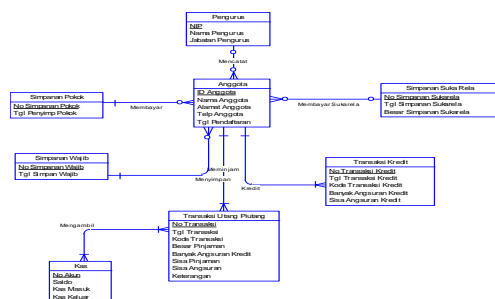 Pengurus
NIP
Nama Pengurus
Jabatan Pengurus
Mencatat
Anggota
ID Anggota
Nama Anggota
Alamat Anggota
Telp Anggota
Tgl Pendaftaran
Simpanan Pokok
No Simpanan Pokok
Tgl Penyimp Pokok
Membayar
Simpanan Suka Rela
No Simpanan Sukarela
Tgl Simpanan Sukarela
Besar Simpanan Sukarela
Membayar Sukarela
Simpanan Wajib
No Simpanan Wajib
Tgl Simpan Wajib
Meminjam
Menyimpan
Kredit
Transaksi Kredit
No Transaksi Kredit
Tgl Transaksi Kredit
Kode Transaksi Kredit
Banyak Angsuran Kredit
Sisa Angsuran Kredit
Transaksi Utang Piutang
No Transaksi
Tgl Transaksi
Kode Transaksi
Besar Pinjaman
Banyak Angsuran Kredit
Sisa Pinjaman
Sisa Angsuran
Keterangan
Mengambil
Kas
No Akun
Saldo
Kas Masuk
Kas Keluar